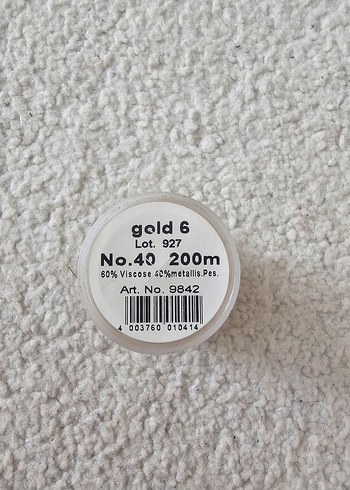 gold 6
Lot. 927
No.40 200m
60% Viscose 40%metallis.Pes.
Art. No. 9842
4 003760 010414